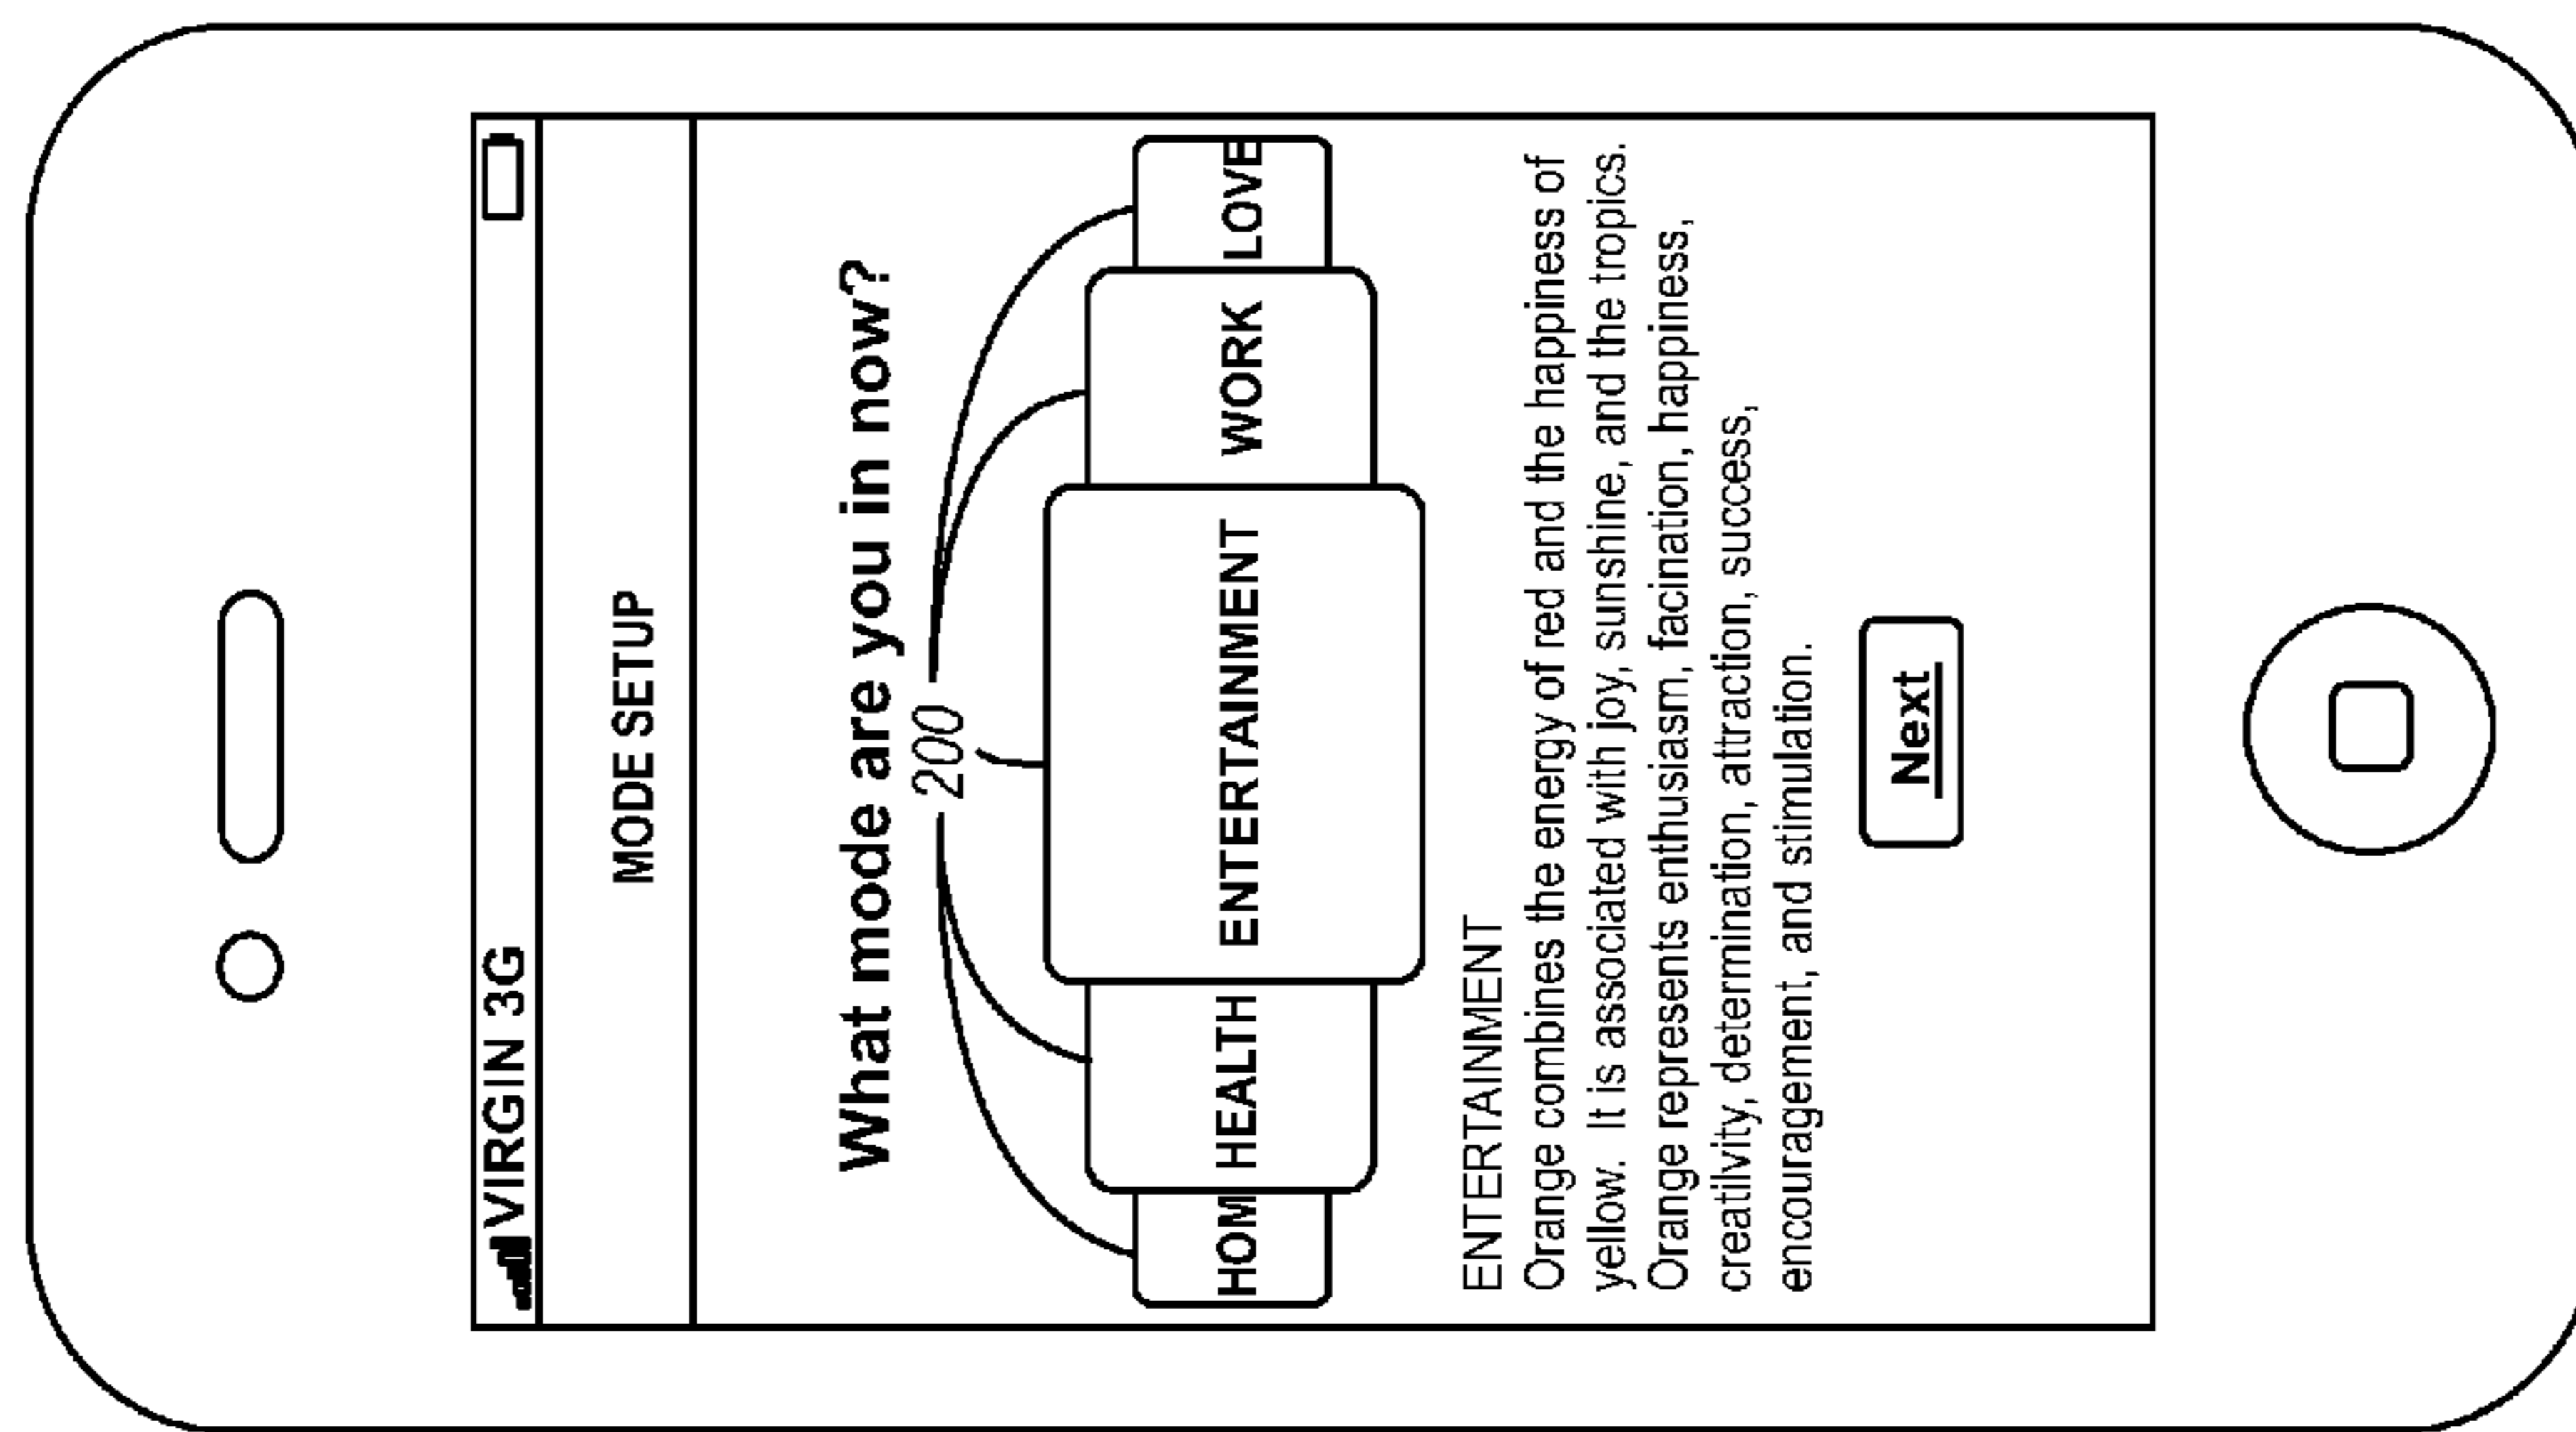 VIRGIN 3G
MODE SETUP
What mode are you in now?
200
HOM HEALTH ENTERTAINMENT WORK LOVE
ENTERTAINMENT
Orange combines the energy of red and the happiness of
yellow. It is associated with joy, sunshine, and the tropics.
Orange represents enthusiasm, facination, happiness,
creatilvity, determination, attraction, success,
encouragement, and stimulation.
Next